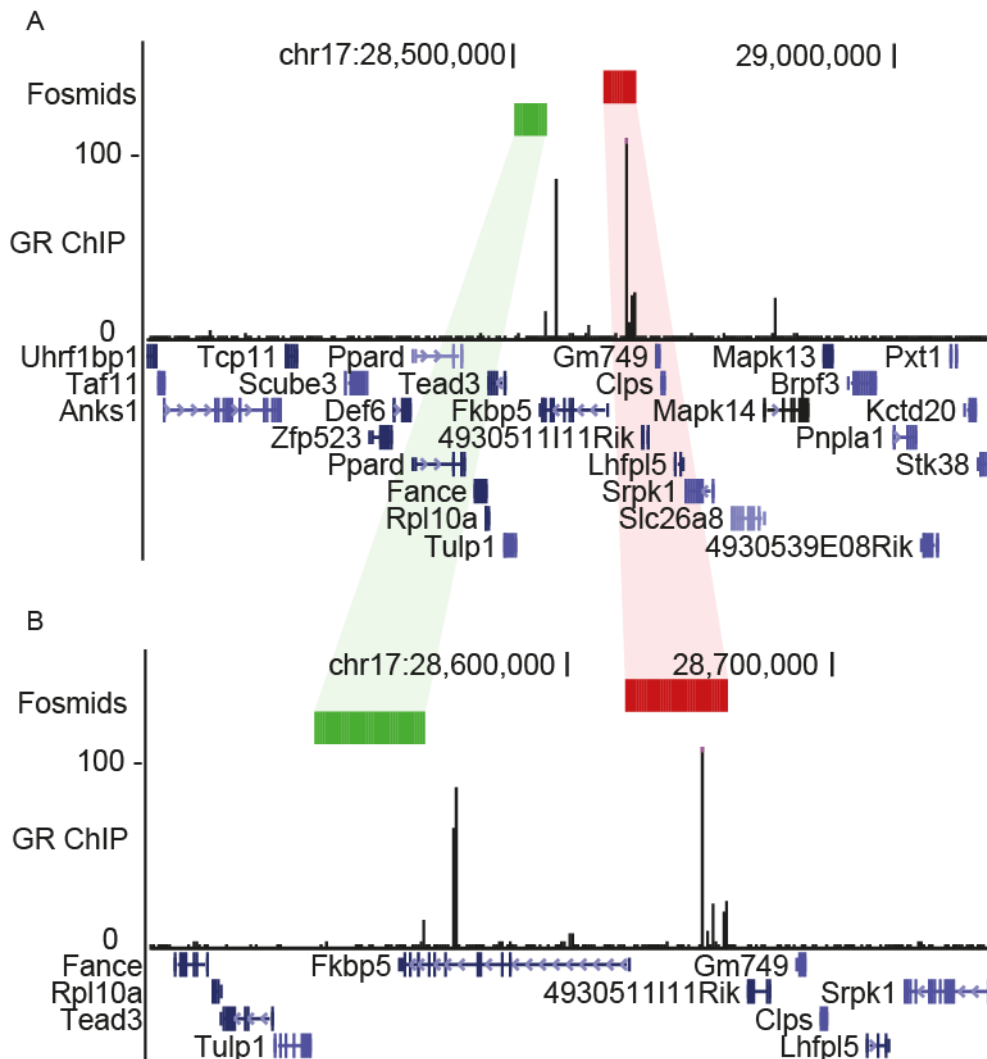 A
chr17:28,500,000 29,000,000
Fosmids
100 -
GR ChIP
0
Uhrf1bp1 Tcp11 Ppard Gm749 Mapk13 Pxt1
Taf11 Scube3 Tead3 Clps Brpf3
Anks1 Def6 Fkbp5 Mapk14 Kctd20
Zfp523 4930511I11Rik Pnpla1
Ppard Lhfpl5 Stk38
Fance Srpk1
Rpl10a Slc26a8
Tulp1 4930539E08Rik
B
chr17:28,600,000 28,700,000
Fosmids
100 -
GR ChIP
0
Fance Fkbp5 Gm749
Rpl10a 4930511I11Rik Srpk1
Tead3 Clps
Tulp1 Lhfpl5